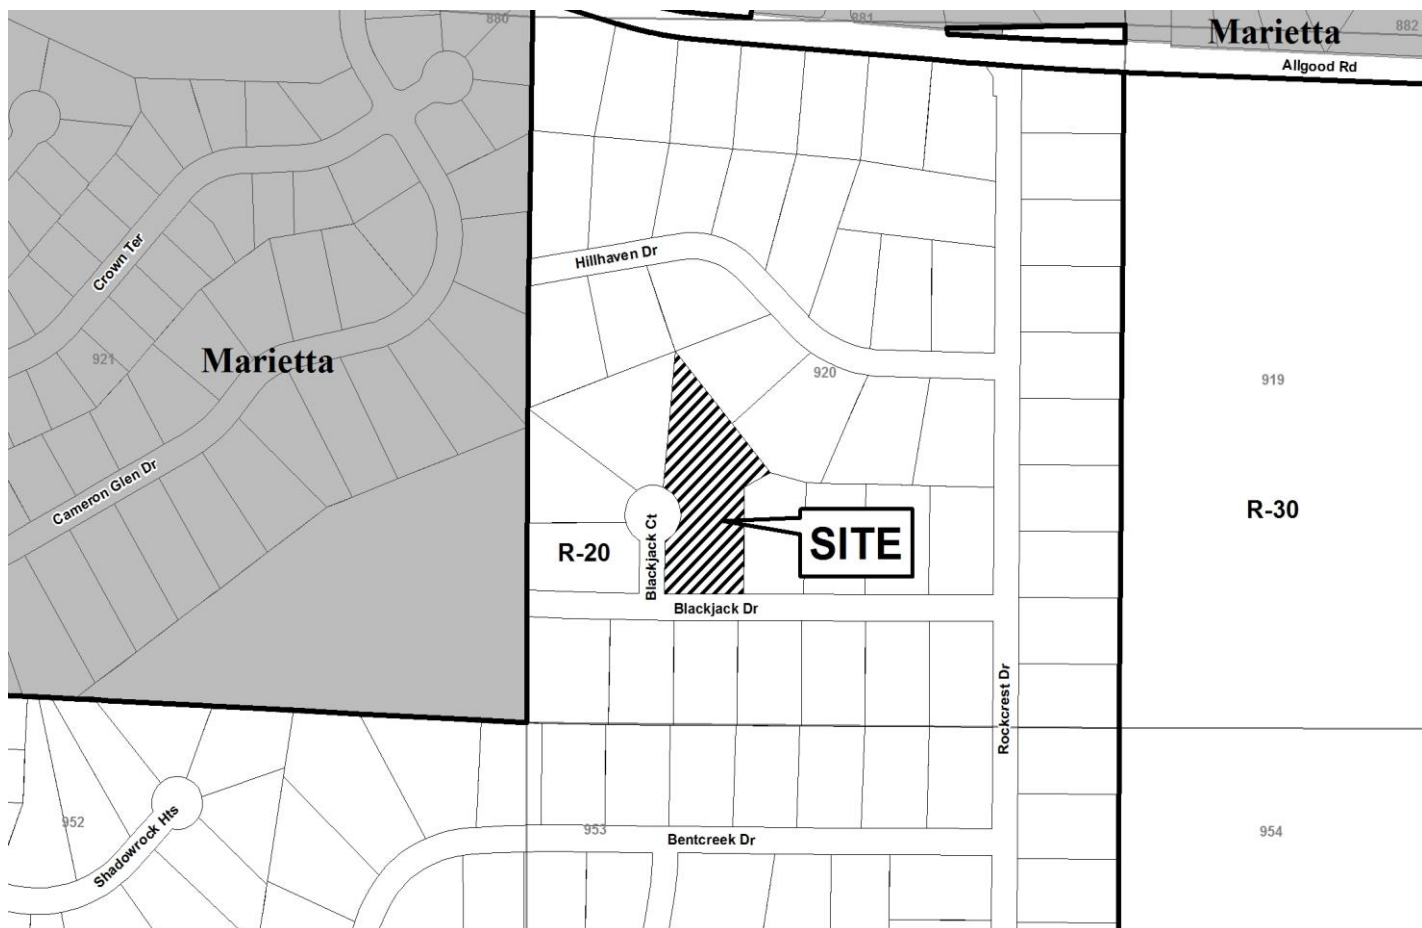 880
881
Marietta
882
Allgood Rd
Crown Ter
Hillhaven Dr
921
Marietta
920
919
Cameron Glen Dr
R-20
Blackjack Ct
SITE
R-30
Blackjack Dr
Rockcrest Dr
952
Shadowrock Hts
953
Bentcreek Dr
954